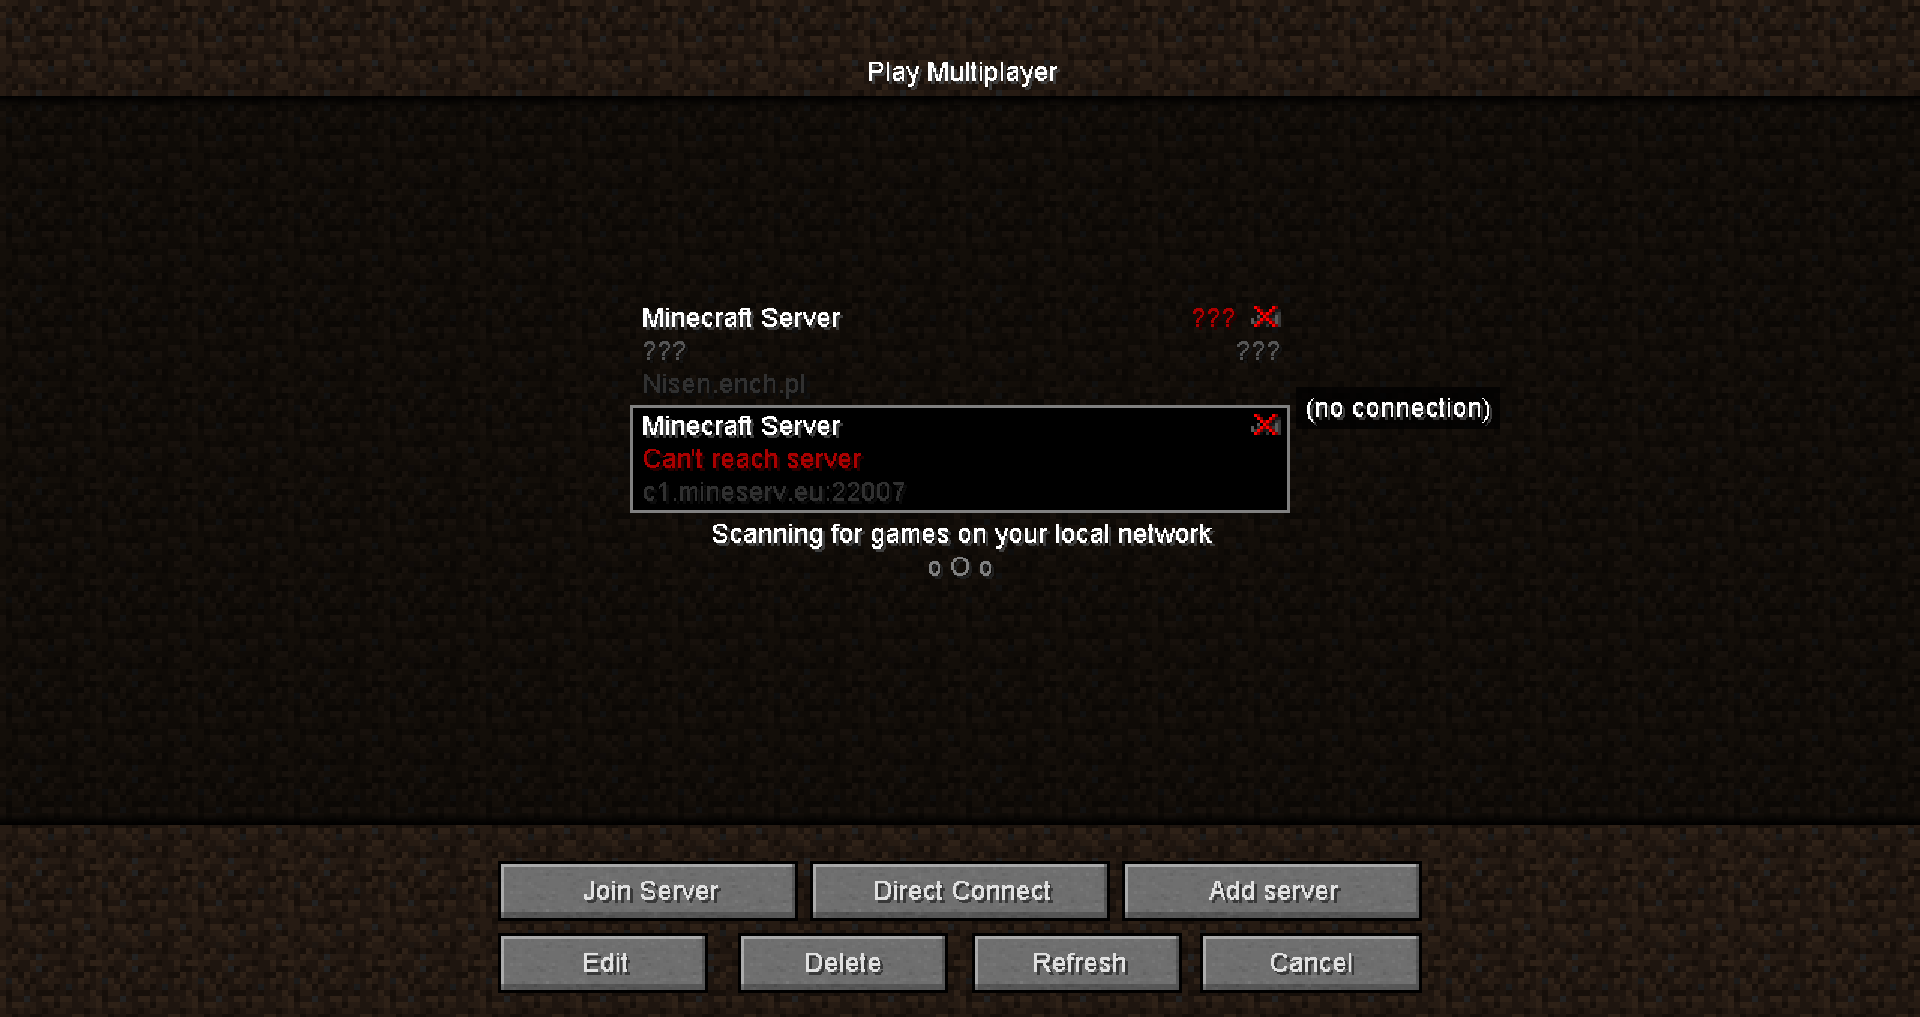 Play Multiplayer
Minecraft Server ???
??? ???
Nisen.ench.pl
(no connection)
Minecraft Server
Can't reach server
c1.mineserv.eu:22007
Scanning for games on your local network
o O o
Join Server Direct Connect Add server
Edit Delete Refresh Cancel